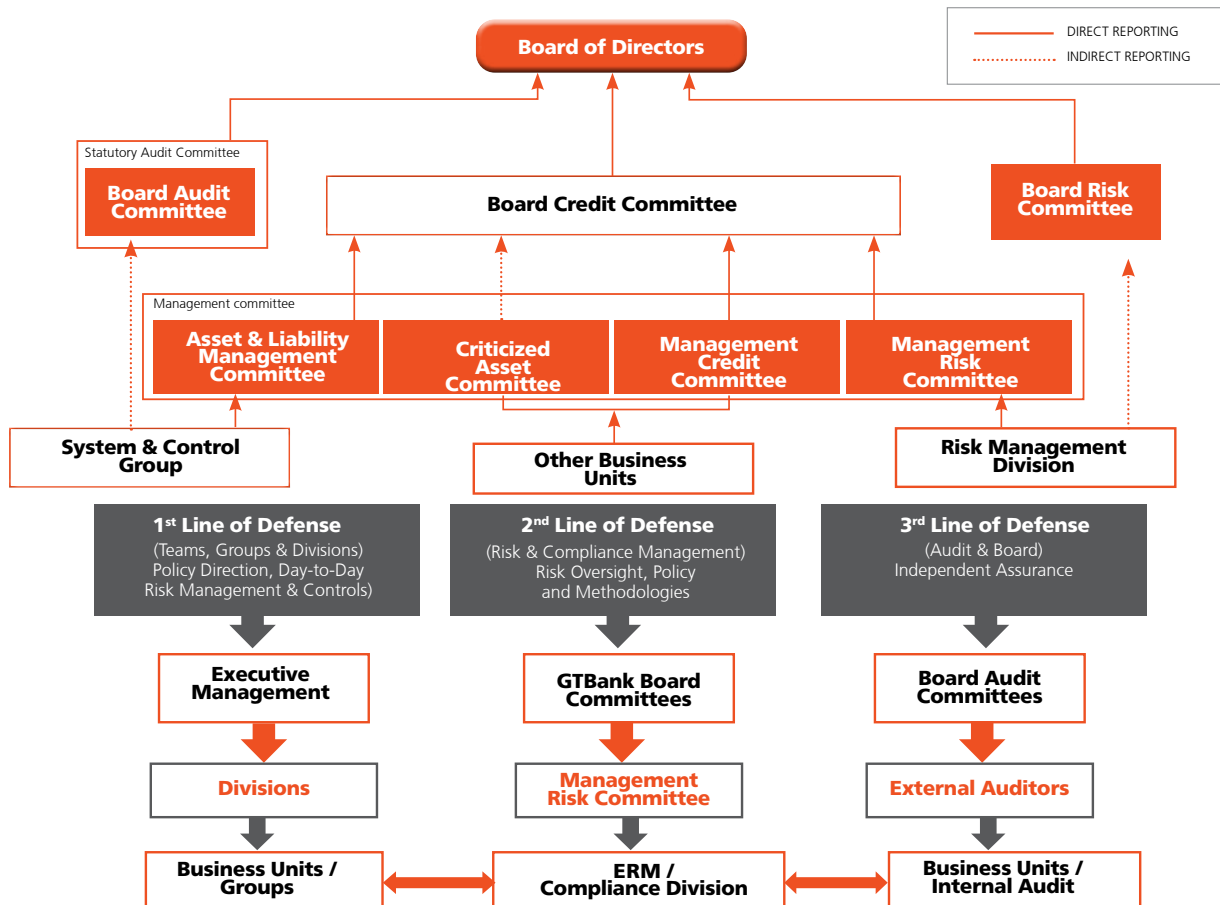 Board of Directors
DIRECT REPORTING
INDIRECT REPORTING
Statutory Audit Committee
Board Audit
Committee
Board Credit Committee
Board Risk
Committee
Management committee
Asset & Liability
Management
Committee
Criticized
Asset
Committee
Management
Credit
Committee
Management
Risk
Committee
System & Control
Group
Other Business
Units
Risk Management
Division
1st Line of Defense
(Teams, Groups & Divisions)
Policy Direction, Day-to-Day
Risk Management & Controls)
2nd Line of Defense
(Risk & Compliance Management)
Risk Oversight, Policy
and Methodologies
3rd Line of Defense
(Audit & Board)
Independent Assurance
Executive
Management
GTBank Board
Committees
Board Audit
Committees
Divisions
Management
Risk Committee
External Auditors
Business Units /
Groups
ERM /
Compliance Division
Business Units /
Internal Audit